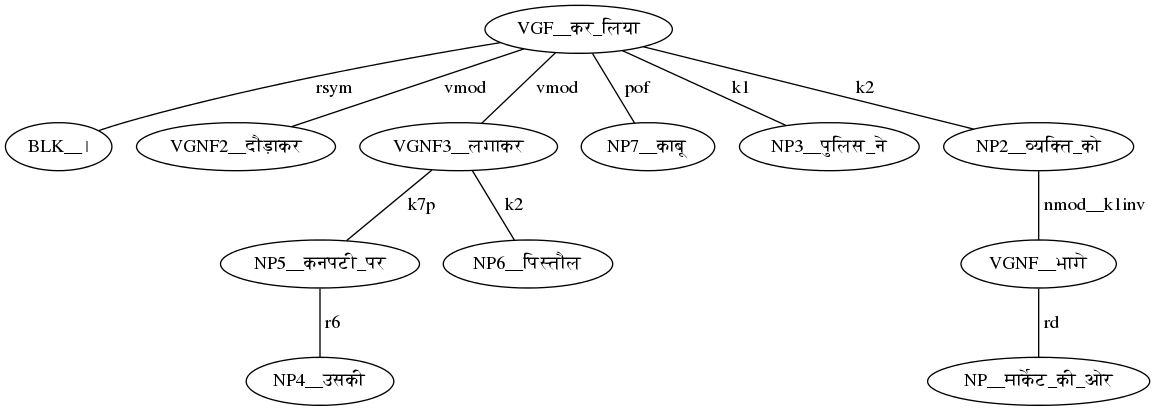 VGF__कर_लिया
rsym vmod vmod pof k1 k2
BLK__। VGNF2__दौड़ाकर VGNF3__लगाकर NP7__काबू NP3__पुलिस_ने NP2__व्यक्ति_को
k7p k2 nmod__k1inv
NP5__कनपटी_पर NP6__पिस्तौल VGNF__भागे
r6 rd
NP4__उसकी NP__मार्केट_की_ओर